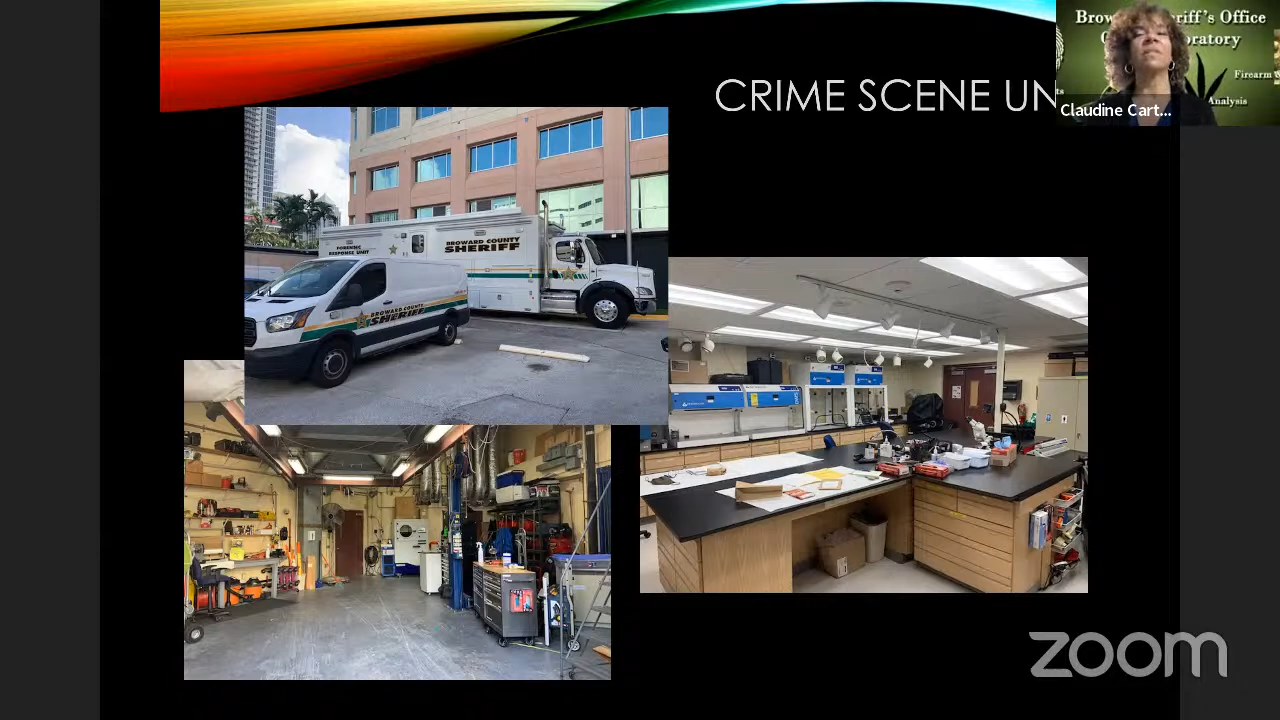 CRIME SCENE UN
Brow riff's Office
oratory
Firearm
Analysis
Claudine Cart...
FORENSIC
RESPONSE UNIT
BROWARD COUNTY
SHERIFF
BROWARD COUNTY
SHERIFF
zoom